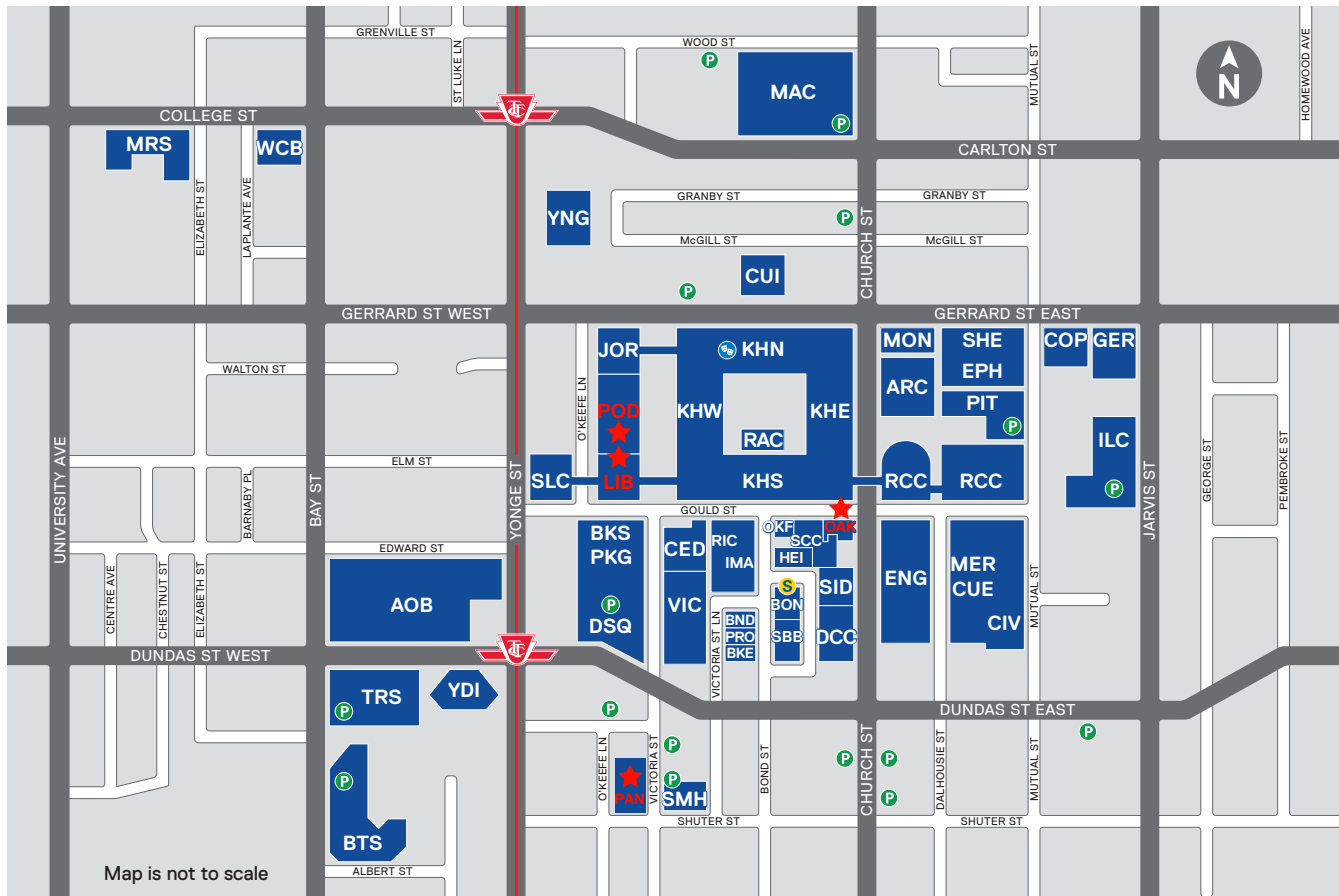 GRENVILLE ST
ST LUKE LN
WOOD ST
MUTUAL ST
HOMEWOOD AVE
N
MAC
P
P
TTC
COLLEGE ST
CARLTON ST
MRS
WCB
ELIZABETH ST
LAPLANTE AVE
YNG
GRANBY ST
GRANBY ST
P
McGILL ST
McGILL ST
CHURCH ST
CUI
P
GERRARD ST WEST
GERRARD ST EAST
JOR
KHN
MON
SHE
EPH
COP
GER
WALTON ST
O'KEEFE LN
ARC
POD
KHW
KHE
PIT
P
RAC
ILC
P
UNIVERSITY AVE
BAY ST
YONGE ST
JARVIS ST
GEORGE ST
PEMBROKE ST
ELM ST
BARNABY PL
SLC
LIB
KHS
RCC
RCC
GOULD ST
OAK
OKF
SCC
HEI
BKS
PKG
P
DSQ
CED
RIC
IMA
VIC
EDWARD ST
AOB
CENTRE AVE
CHESTNUT ST
ELIZABETH ST
S
BON
SBB
SID
DCC
BND
PRO
BKE
VICTORIA ST LN
ENG
MER
CUE
CIV
MUTUAL ST
TTC
DUNDAS ST WEST
DUNDAS ST EAST
TRS
P
YDI
P
P
P
P
P
P
P
P
BTS
O'KEEFE LN
VICTORIA ST
PAN
SMH
BOND ST
CHURCH ST
DALHOUSIE ST
MUTUAL ST
SHUTER ST
SHUTER ST
ALBERT ST
Map is not to scale